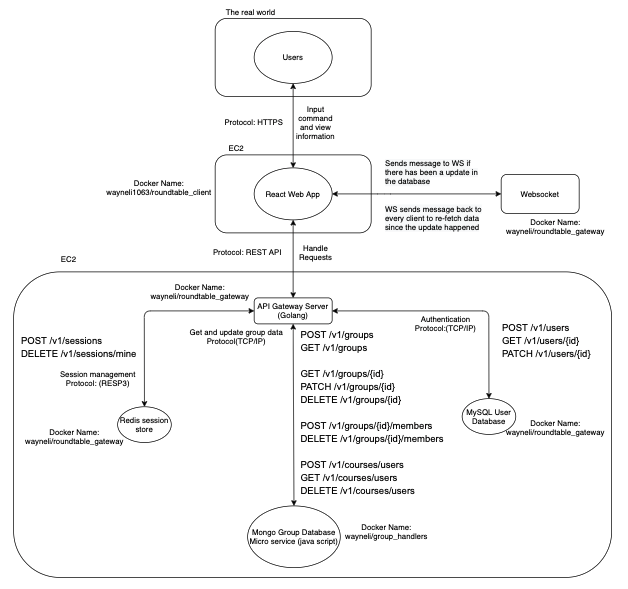 The real world
Users
Protocol: HTTPS
Input
command
and view
information
EC2
Docker Name:
wayneli1063/roundtable_client
React Web App
Sends message to WS if
there has been a update in
the database
WS sends message back to
every client to re-fetch data
since the update happened
Websocket
Docker Name:
wayneli/roundtable_gateway
Protocol: REST API
Handle
Requests
EC2
Docker Name:
wayneli/roundtable_gateway
API Gateway Server
(Golang)
POST /v1/sessions
DELETE /v1/sessions/mine
Session management
Protocol: (RESP3)
Docker Name:
wayneli/roundtable_gateway
Redis session
store
Get and update group data
Protocol(TCP/IP)
POST /v1/groups
GET /v1/groups
GET /v1/groups/{id}
PATCH /v1/groups/{id}
DELETE /v1/groups/{id}
POST /v1/groups/{id}/members
DELETE /v1/groups/{id}/members
POST /v1/courses/users
GET /v1/courses/users
DELETE /v1/courses/users
Authentication
Protocol:(TCP/IP)
POST /v1/users
GET /v1/users/{id}
PATCH /v1/users/{id}
MySQL User
Database
Docker Name:
wayneli/roundtable_gateway
Mongo Group Database
Micro service (java script)
Docker Name:
wayneli/group_handlers